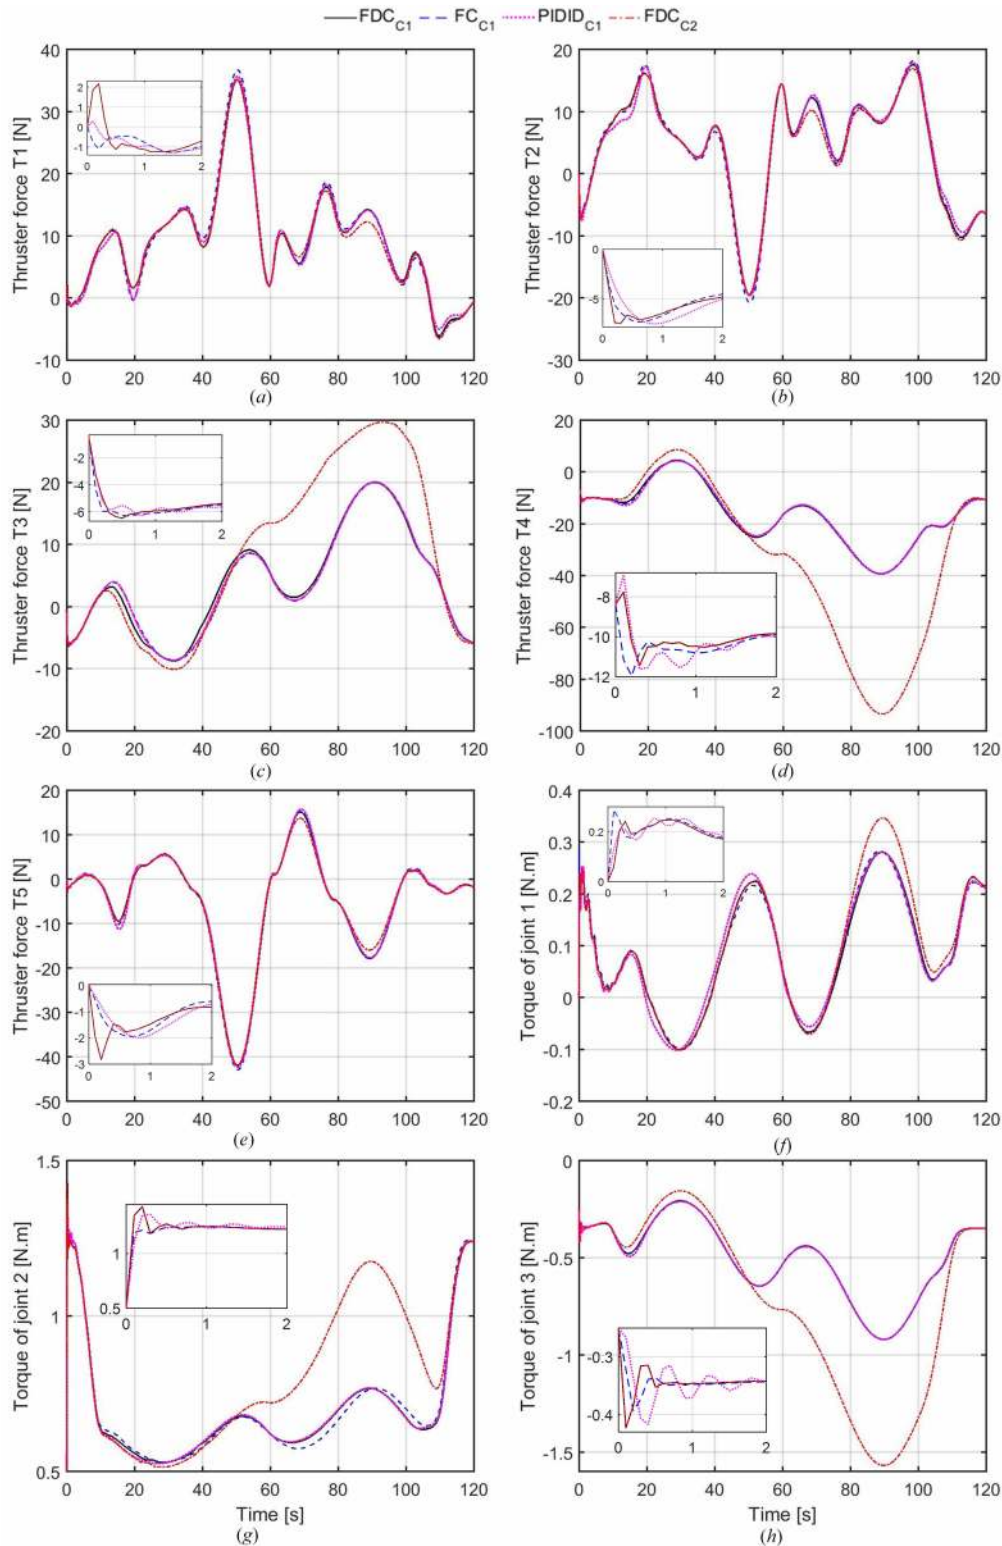 FDC_C1 FC_C1 PIDID_C1 FDC_C2
Thruster force T1 [N]
40
30
20
10
0
-10
0 20 40 60 80 100 120
2
1
0
-1
0 1 2
(a)
Thruster force T2 [N]
20
10
0
-10
-20
-30
0 20 40 60 80 100 120
0
-5
0 1 2
(b)
Thruster force T3 [N]
30
20
10
0
-10
-20
0 20 40 60 80 100 120
-2
-4
-6
0 1 2
(c)
Thruster force T4 [N]
20
0
-20
-40
-60
-80
-100
0 20 40 60 80 100 120
-8
-10
-12
0 1 2
(d)
Thruster force T5 [N]
20
10
0
-10
-20
-30
-40
-50
0 20 40 60 80 100 120
0
-1
-2
-3
0 1 2
(e)
Torque of joint 1 [N.m]
0.4
0.3
0.2
0.1
0
-0.1
-0.2
0 20 40 60 80 100 120
0.2
0
0 1 2
(f)
Torque of joint 2 [N.m]
1.5
1
0.5
0 20 40 60 80 100 120
1
0.5
0 1 2
Time [s]
(g)
Torque of joint 3 [N.m]
0
-0.5
-1
-1.5
0 20 40 60 80 100 120
-0.3
-0.4
0 1 2
Time [s]
(h)